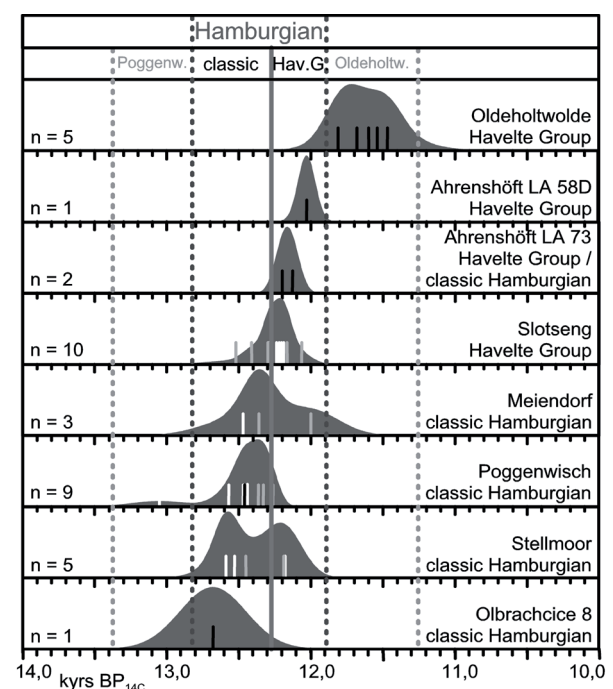 Hamburgian
Poggenw. classic Hav.G Oldeholtw.
Oldeholtwolde
n = 5 Havelte Group
Ahrenshöft LA 58D
n = 1 Havelte Group
Ahrenshöft LA 73
Havelte Group /
n = 2 classic Hamburgian
Slotseng
n = 10 Havelte Group
Meiendorf
n = 3 classic Hamburgian
Poggenwisch
n = 9 classic Hamburgian
Stellmoor
n = 5 classic Hamburgian
Olbrachcice 8
n = 1 classic Hamburgian
14,0 13,0 12,0 11,0 10,0
kyrs BP14C